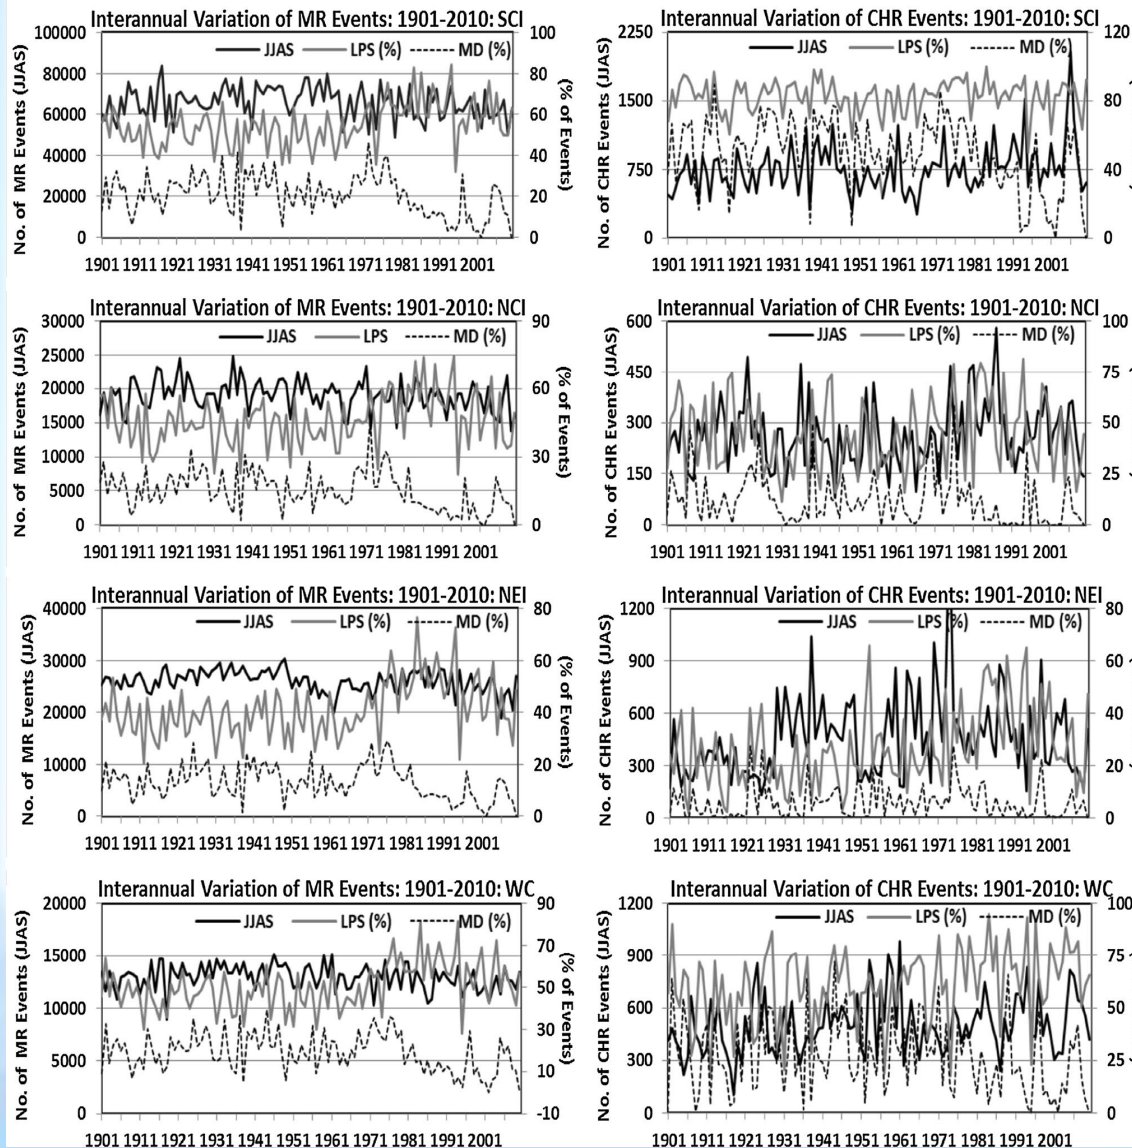 Interannual Variation of MR Events: 1901-2010: SCI
No. of MR Events (JJAS)
100000
80000
60000
40000
20000
0
JJAS LPS (%) MD (%)
100
80
60
40
20
0
(% of Events)
1901 1911 1921 1931 1941 1951 1961 1971 1981 1991 2001
Interannual Variation of CHR Events: 1901-2010: SCI
No. of CHR Events (JJAS)
2250
1500
750
0
JJAS LPS (%) MD (%)
120
80
40
0
1901 1911 1921 1931 1941 1951 1961 1971 1981 1991 2001
Interannual Variation of MR Events: 1901-2010: NCI
No. of MR Events (JJAS)
30000
25000
20000
15000
10000
5000
0
JJAS LPS MD (%)
90
60
30
0
(% of Events)
1901 1911 1921 1931 1941 1951 1961 1971 1981 1991 2001
Interannual Variation of CHR Events: 1901-2010: NCI
No. of CHR Events (JJAS)
600
450
300
150
0
JJAS LPS (%) MD (%)
100
75
50
25
0
1901 1911 1921 1931 1941 1951 1961 1971 1981 1991 2001
Interannual Variation of MR Events: 1901-2010: NEI
No. of MR Events (JJAS)
40000
30000
20000
10000
0
JJAS LPS (%) MD (%)
80
60
40
20
0
(% of Events)
1901 1911 1921 1931 1941 1951 1961 1971 1981 1991 2001
Interannual Variation of CHR Events: 1901-2010: NEI
No. of CHR Events (JJAS)
1200
900
600
300
0
JJAS LPS (%) MD (%)
80
60
40
20
0
1901 1911 1921 1931 1941 1951 1961 1971 1981 1991 2001
Interannual Variation of MR Events: 1901-2010: WC
No. of MR Events (JJAS)
20000
15000
10000
5000
0
JJAS LPS (%) MD (%)
90
70
50
30
10
-10
(% of Events)
1901 1911 1921 1931 1941 1951 1961 1971 1981 1991 2001
Interannual Variation of CHR Events: 1901-2010: WC
No. of CHR Events (JJAS)
1200
900
600
300
0
JJAS LPS (%) MD (%)
100
75
50
25
0
1901 1911 1921 1931 1941 1951 1961 1971 1981 1991 2001